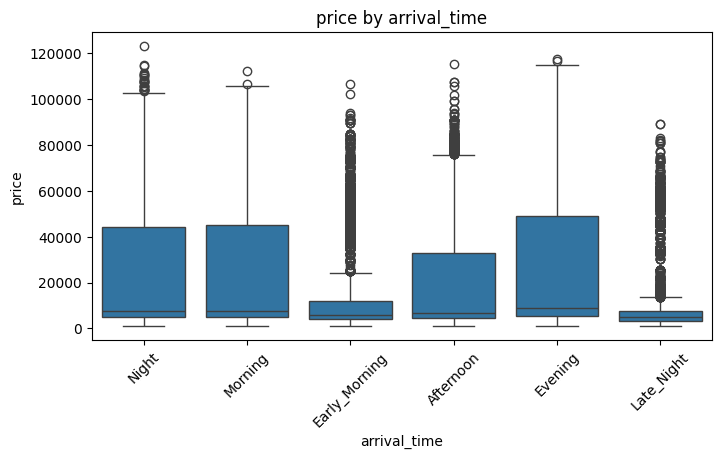 price by arrival_time
price
120000
100000
80000
60000
40000
20000
0
Night
Morning
Early_Morning
Afternoon
Evening
Late_Night
arrival_time